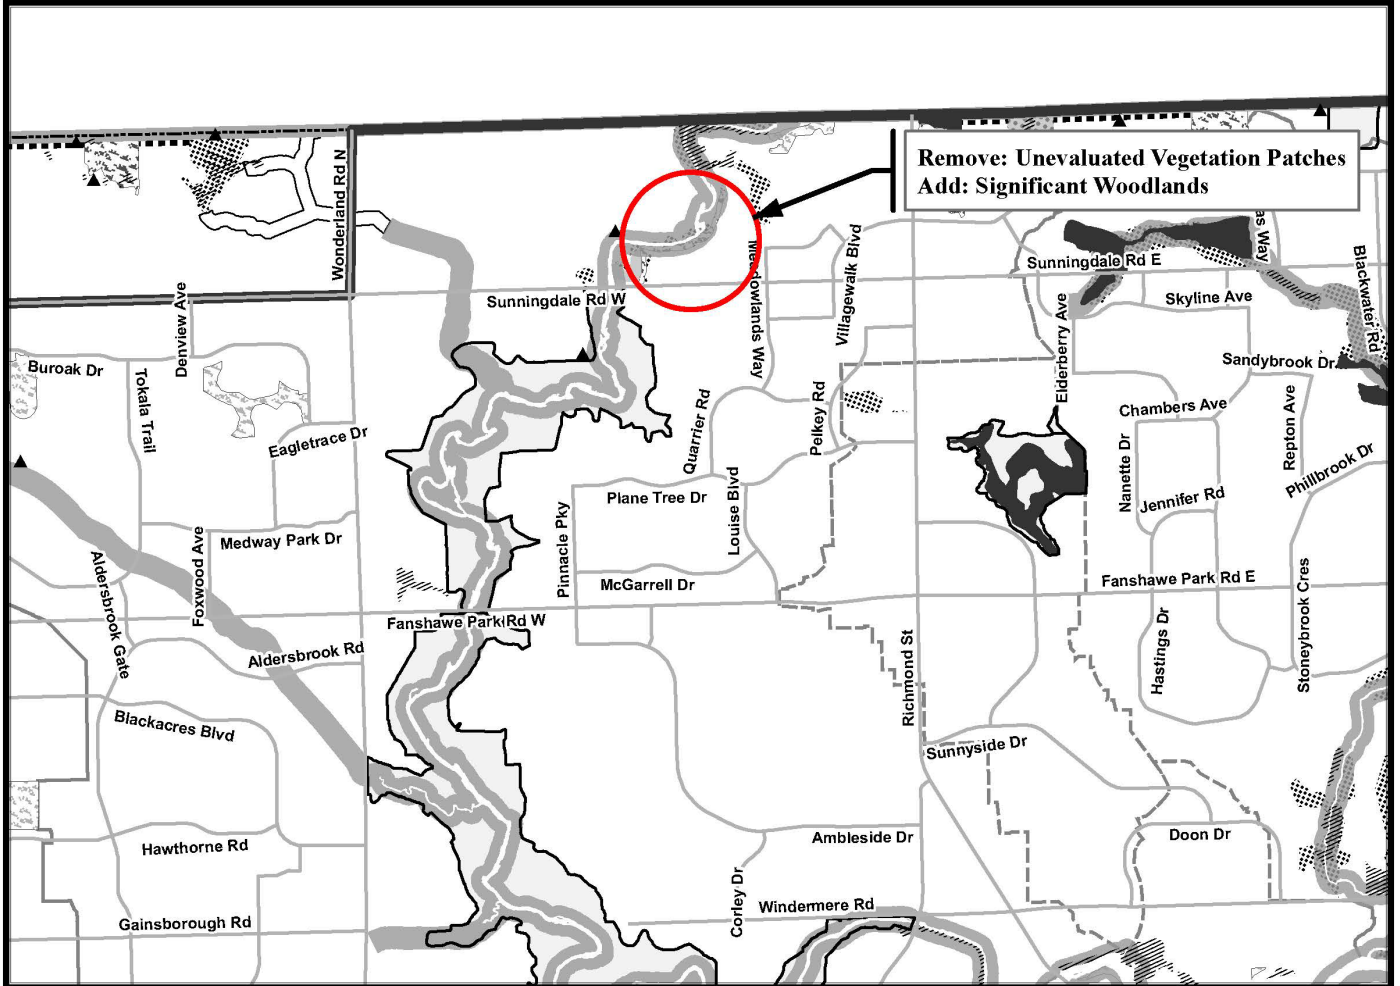 Remove: Unevaluated Vegetation Patches
Add: Significant Woodlands
Wonderland Rd N
Meadowlands Way
Villagewalk Blvd
Sunningdale Rd E
as Way
Blackwater Rd
Denview Ave
Sunningdale Rd W
Skyline Ave
Elderberry Ave
Buroak Dr
Tokala Trail
Sandybrook Dr
Quarrier Rd
Pelkey Rd
Chambers Ave
Repton Ave
Eagletrace Dr
Nanette Dr
Phillbrook Dr
Plane Tree Dr
Louise Blvd
Jennifer Rd
Pinnacle Pky
Foxwood Ave
Medway Park Dr
Aldersbrook Gate
McGarrell Dr
Fanshawe Park Rd E
Fanshawe Park Rd W
Hastings Dr
Stoneybrook Cres
Aldersbrook Rd
Richmond St
Blackacres Blvd
Sunnyside Dr
Hawthorne Rd
Ambleside Dr
Doon Dr
Corley Dr
Windermere Rd
Gainsborough Rd